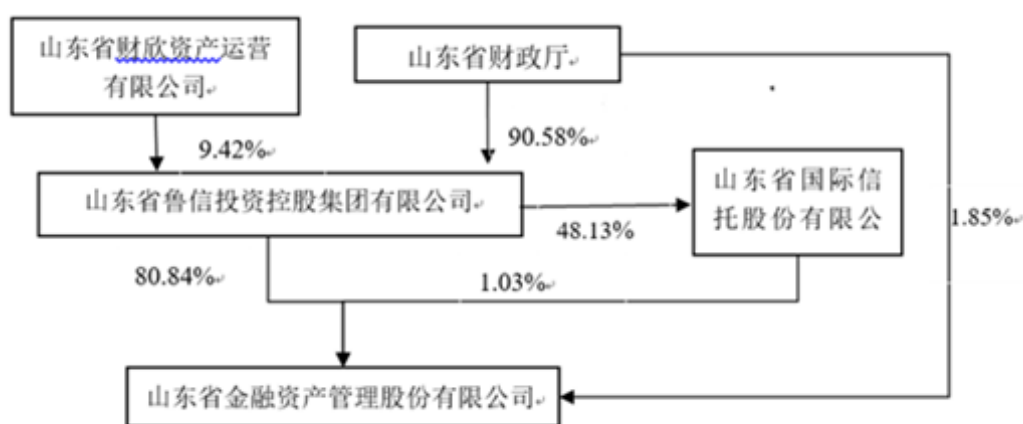 山东省财欣资产运营
有限公司
山东省财政厅
9.42%
90.58%
山东省鲁信投资控股集团有限公司
山东省国际信
托股份有限公
48.13%
1.85%
80.84%
1.03%
山东省金融资产管理股份有限公司